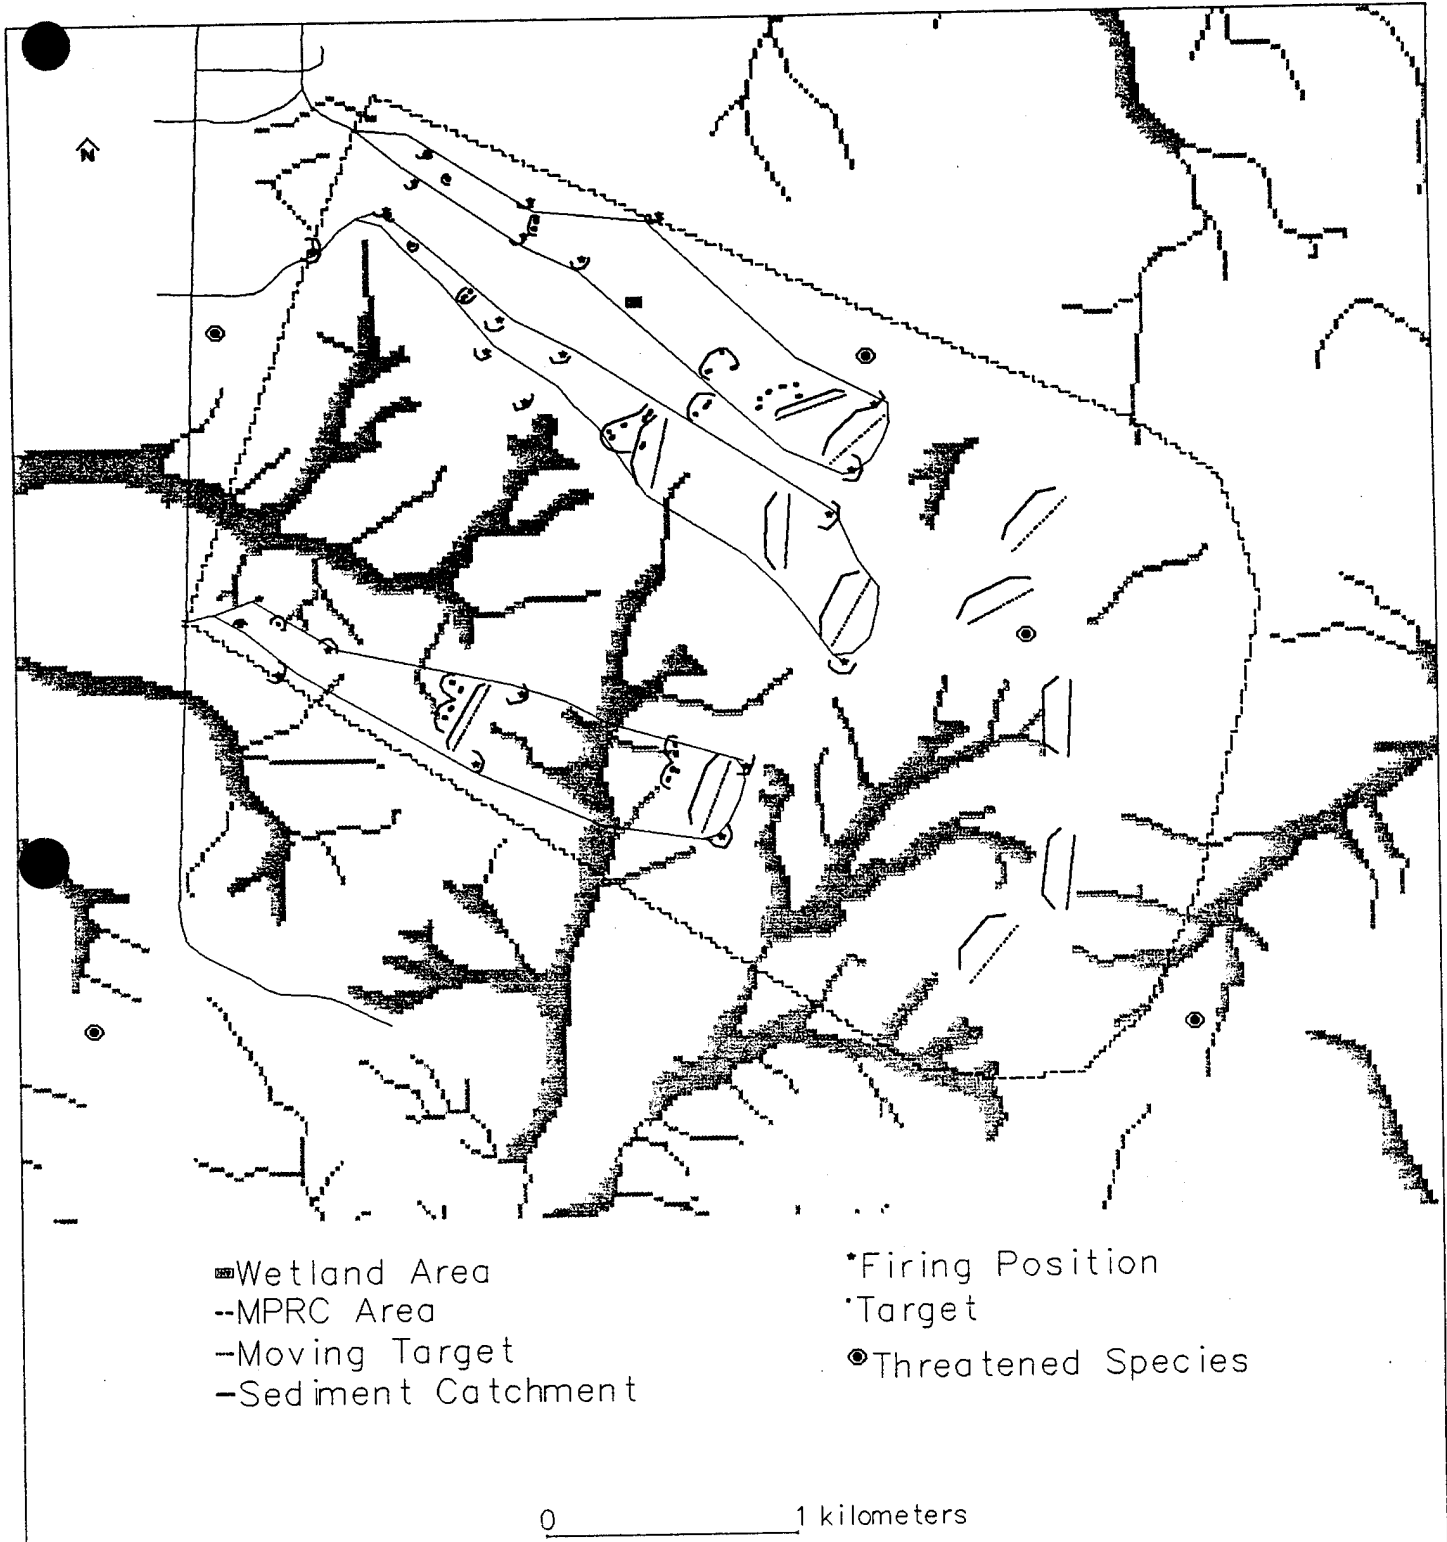 N
Wetland Area
MPRC Area
Moving Target
Sediment Catchment
Firing Position
Target
Threatened Species
0 1 kilometers